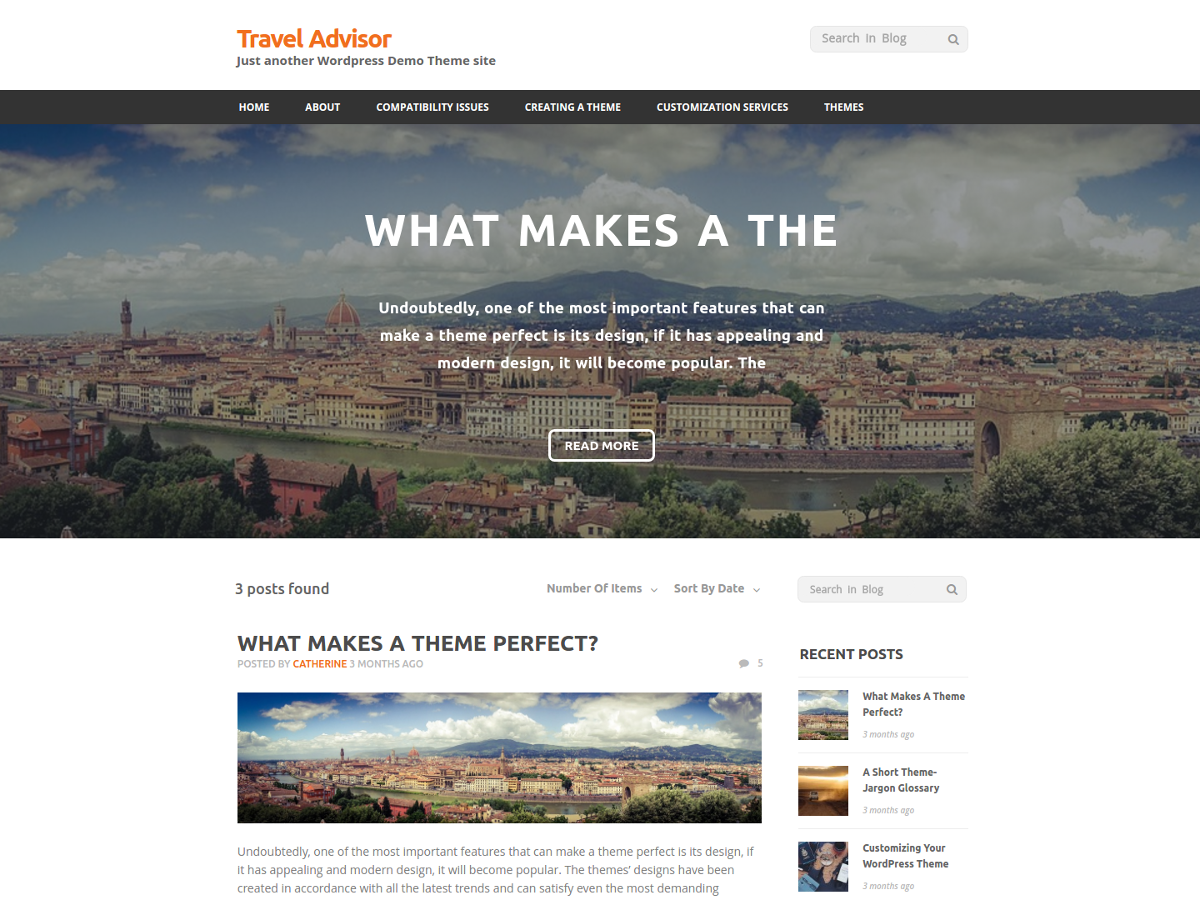 Travel Advisor
Just another Wordpress Demo Theme site
Search In Blog
HOME ABOUT COMPATIBILITY ISSUES CREATING A THEME CUSTOMIZATION SERVICES THEMES
WHAT MAKES A THE
Undoubtedly, one of the most important features that can
make a theme perfect is its design, if it has appealing and
modern design, it will become popular. The
READ MORE
3 posts found
Number Of Items
Sort By Date
WHAT MAKES A THEME PERFECT?
POSTED BY CATHERINE 3 MONTHS AGO
5
Undoubtedly, one of the most important features that can make a theme perfect is its design, if
it has appealing and modern design, it will become popular. The themes' designs have been
created in accordance with all the latest trends and can satisfy even the most demanding
Search In Blog
RECENT POSTS
What Makes A Theme
Perfect?
3 months ago
A Short Theme-
Jargon Glossary
3 months ago
Customizing Your
WordPress Theme
3 months ago